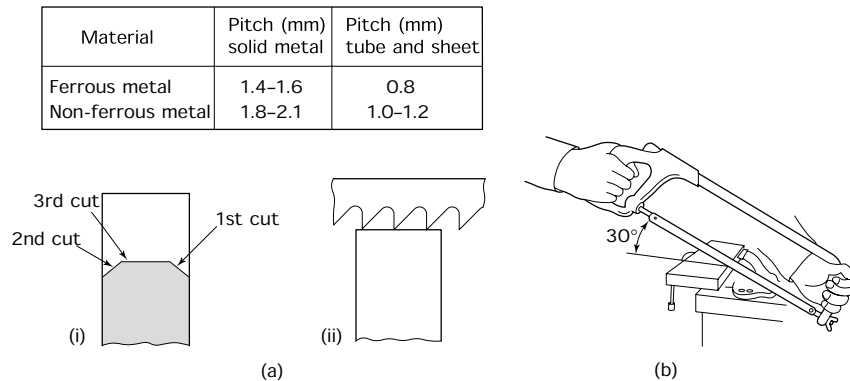 Material
Pitch (mm) solid metal
Pitch (mm) tube and sheet
Ferrous metal 1.4–1.6 0.8
Non-ferrous metal 1.8–2.1 1.0–1.2
3rd cut
1st cut
2nd cut
30°
(i)
(ii)
(a)
(b)